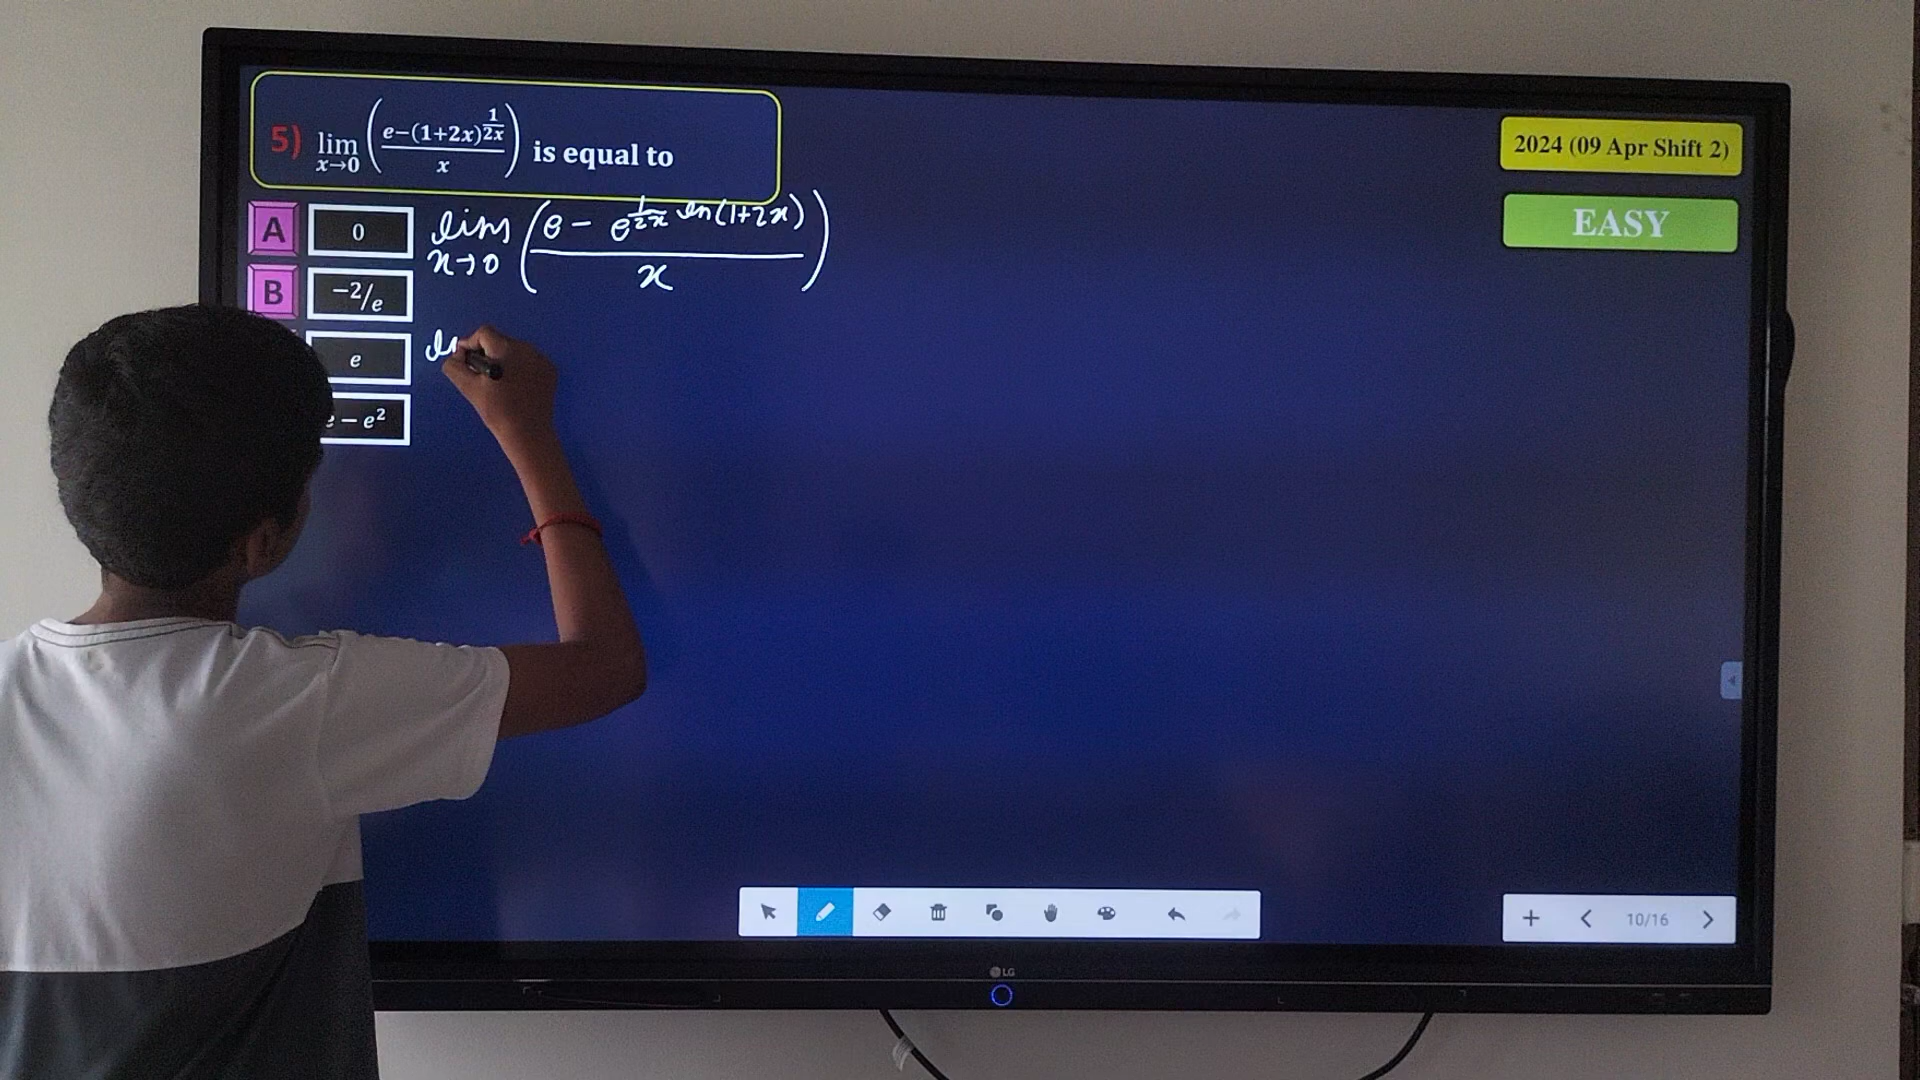 5) lim x→0 (e−(1+2x)^(1/2x) / x) is equal to
2024 (09 Apr Shift 2)
EASY
A 0
B −2/e
e
− e²
lim x→0 (e − e^(1/2x ln(1+2x)) / x)
10/16
LG